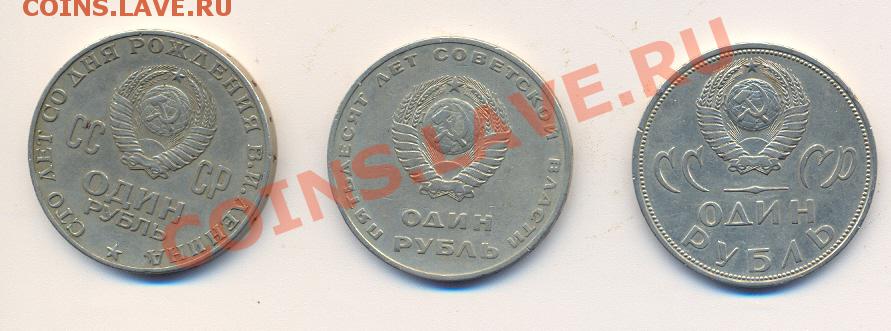 COINS.LAVE.RU
СТО ЛЕТ СО ДНЯ РОЖДЕНИЯ В.И. ЛЕНИНА
СС СР
ОДИН
РУБЛЬ
ПЯТЬДЕСЯТ ЛЕТ СОВЕТСКОЙ ВЛАСТИ
ОДИН
РУБЛЬ
СС СР
ОДИН
РУБЛЬ
COINS.LAVE.RU